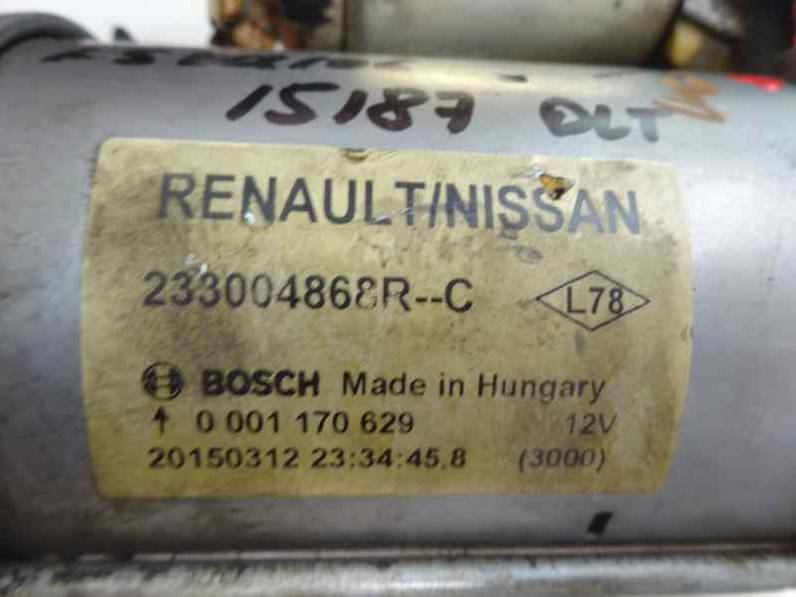 15187 OLT
RENAULT/NISSAN
233004868R--C L78
BOSCH Made in Hungary
↑ 0 001 170 629 12V
20150312 23:34:45.8 (3000)